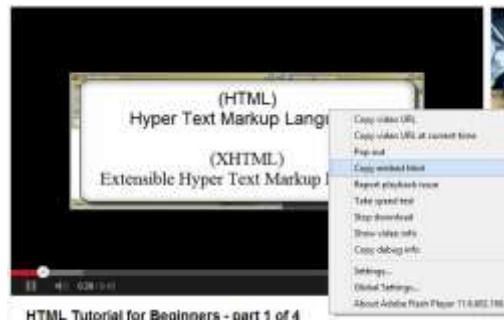 (HTML)
Hyper Text Markup Lang
(XHTML)
Extensible Hyper Text Markup
Copy video URL
Copy video URL at current time
Pop out
Copy embed html
Report playback issue
Take speed test
Stop download
Show video info
Copy debug info
Settings...
Global Settings...
About Adobe Flash Player
HTML Tutorial for Beginners - part 1 of 4